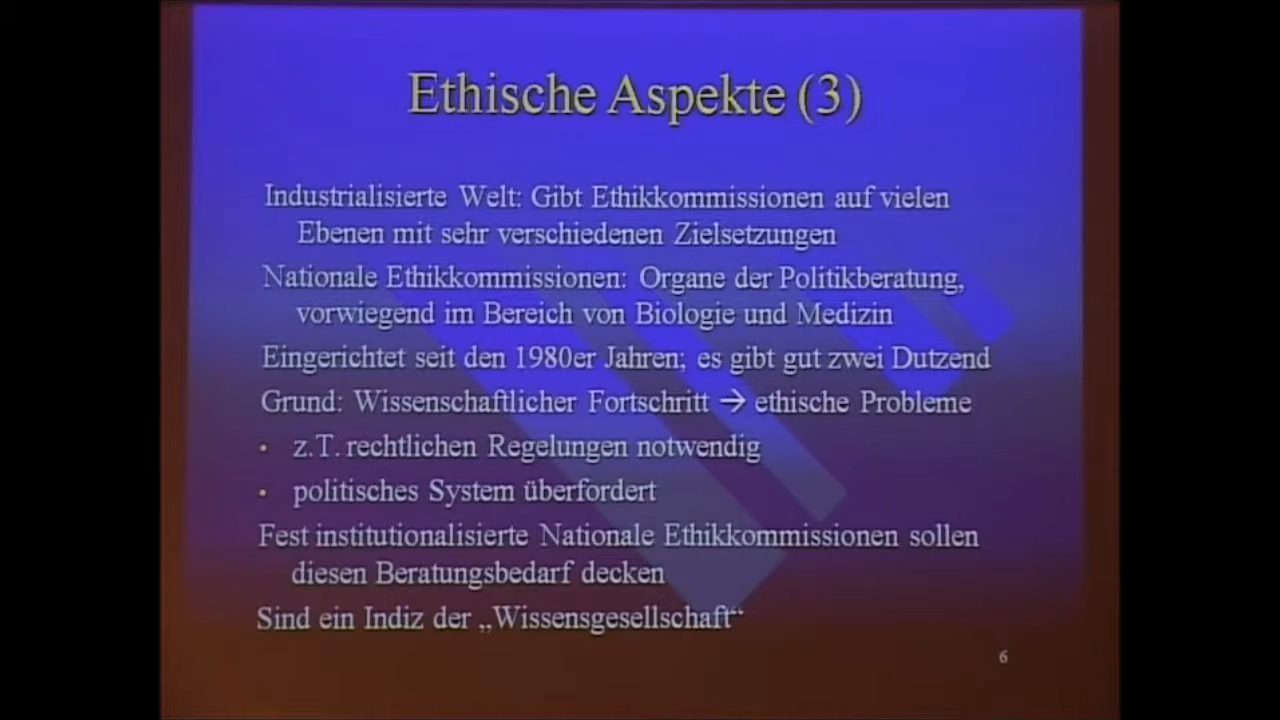 Ethische Aspekte (3)
Industrialisierte Welt: Gibt Ethikkommissionen auf vielen
Ebenen mit sehr verschiedenen Zielsetzungen
Nationale Ethikkommissionen: Organe der Politikberatung,
vorwiegend im Bereich von Biologie und Medizin
Eingerichtet seit den 1980er Jahren; es gibt gut zwei Dutzend
Grund: Wissenschaftlicher Fortschritt → ethische Probleme
• z.T. rechtlichen Regelungen notwendig
• politisches System überfordert
Fest institutionalisierte Nationale Ethikkommissionen sollen
diesen Beratungsbedarf decken
Sind ein Indiz der „Wissensgesellschaft“
6